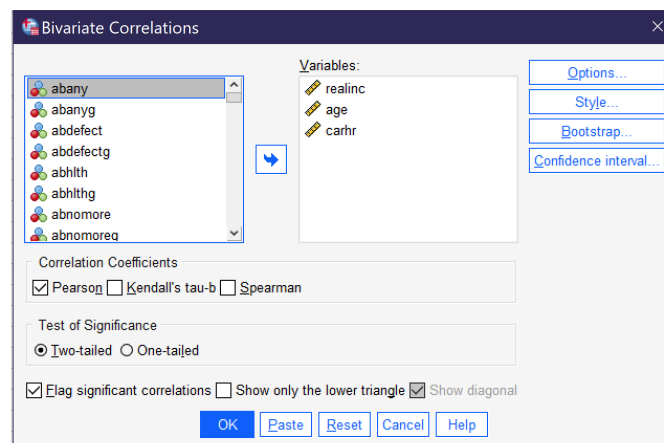 Bivariate Correlations
Variables:
abany
abanyg
abdefect
abdefectg
abhlth
abhlthg
abnomore
abnomoreg
realinc
age
carhr
Options...
Style...
Bootstrap...
Confidence interval...
Correlation Coefficients
Pearson Kendall's tau-b Spearman
Test of Significance
Two-tailed One-tailed
Flag significant correlations Show only the lower triangle Show diagonal
OK Paste Reset Cancel Help